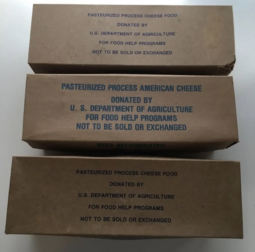 PASTEURIZED PROCESS CHEESE FOOD
DONATED BY
U.S. DEPARTMENT OF AGRICULTURE
FOR FOOD HELP PROGRAMS
NOT TO BE SOLD OR EXCHANGED
PASTEURIZED PROCESS AMERICAN CHEESE
DONATED BY
U. S. DEPARTMENT OF AGRICULTURE
FOR FOOD HELP PROGRAMS
NOT TO BE SOLD OR EXCHANGED
PASTEURIZED PROCESS CHEESE FOOD
DONATED BY
U.S. DEPARTMENT OF AGRICULTURE
FOR FOOD HELP PROGRAMS
NOT TO BE SOLD OR EXCHANGED